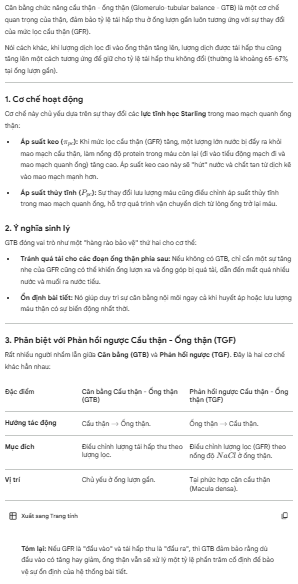 Cân bằng chức năng cầu thận - ống thận (Glomerulo-tubular balance - GTB) là một cơ chế
quan trọng của thận, đảm bảo tỷ lệ tái hấp thu ở ống lượn gần luôn tương ứng với sự thay đổi
của mức lọc cầu thận (GFR).
Nói cách khác, khi lượng dịch lọc đi vào ống thận tăng lên, lượng dịch được tái hấp thu cũng
tăng lên một cách tương ứng để giữ cho tỷ lệ tái hấp thu không đổi (thường là khoảng 65-67%
tại ống lượn gần).
1. Cơ chế hoạt động
Cơ chế này chủ yếu dựa trên sự thay đổi các lực tĩnh học Starling trong mao mạch quanh ống
thận:
• Áp suất keo (πpc): Khi mức lọc cầu thận (GFR) tăng, một lượng lớn nước bị đẩy ra khỏi
mao mạch cầu thận, làm nồng độ protein trong máu còn lại (đi vào tiểu động mạch đi và
mao mạch quanh ống) tăng cao. Áp suất keo cao này sẽ "hút" nước và chất tan từ dịch kẽ
vào mao mạch mạnh hơn.
• Áp suất thủy tĩnh (Ppc): Sự thay đổi lưu lượng máu cũng điều chỉnh áp suất thủy tĩnh
trong mao mạch quanh ống, hỗ trợ quá trình vận chuyển dịch từ lòng ống trở lại máu.
2. Ý nghĩa sinh lý
GTB đóng vai trò như một "hàng rào bảo vệ" thứ hai cho cơ thể:
• Tránh quá tải cho các đoạn ống thận phía sau: Nếu không có GTB, chỉ cần một sự tăng
nhẹ của GFR cũng có thể khiến ống lượn xa và ống góp bị quá tải, dẫn đến mất quá nhiều
nước và muối ra nước tiểu.
• Ổn định bài tiết: Nó giúp duy trì sự cân bằng nội môi ngay cả khi huyết áp hoặc lưu lượng
máu thận có sự biến động nhất thời.
3. Phân biệt với Phản hồi ngược Cầu thận - Ống thận (TGF)
Rất nhiều người nhầm lẫn giữa Cân bằng (GTB) và Phản hồi ngược (TGF). Đây là hai cơ chế
khác hẳn nhau:
Đặc điểm Cân bằng Cầu thận - Ống thận Phản hồi ngược Cầu thận - Ống
(GTB) thận (TGF)
Hướng tác động Cầu thận → Ống thận. Ống thận → Cầu thận.
Mục đích Điều chỉnh lượng tái hấp thu theo Điều chỉnh lượng lọc (GFR) theo
lượng lọc. nồng độ NaCl ở ống thận.
Vị trí Chủ yếu ở ống lượn gần. Tại phức hợp cận cầu thận
(Macula densa).
Xuất sang Trang tính
Tóm lại: Nếu GFR là "đầu vào" và tái hấp thu là "đầu ra", thì GTB đảm bảo rằng dù
đầu vào có tăng hay giảm, ống thận vẫn sẽ xử lý một tỷ lệ phần trăm cố định để bảo
vệ sự ổn định của hệ thống bài tiết.